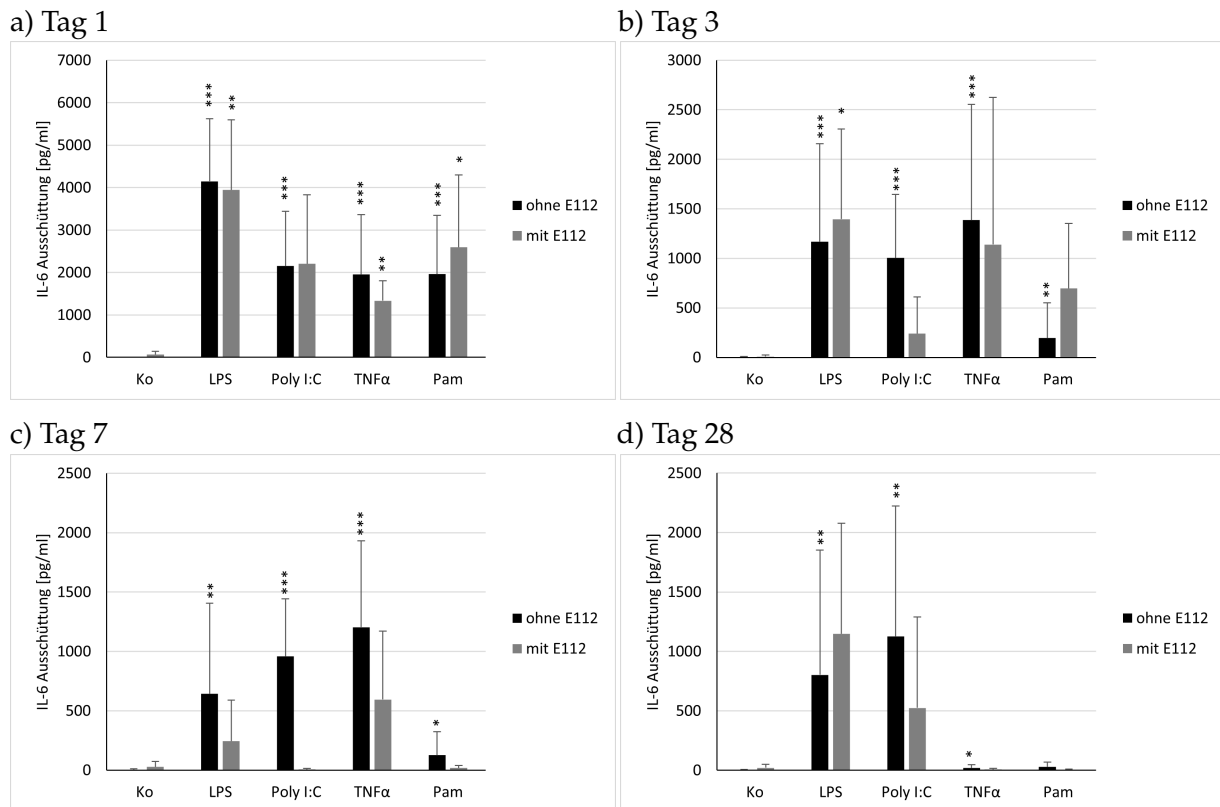 a) Tag 1
7000
6000
5000
4000
3000
2000
1000
0
IL-6 Ausschüttung [pg/ml]
*** ** *** *** ** *** *
Ko LPS Poly I:C TNFα Pam
ohne E112
mit E112
b) Tag 3
3000
2500
2000
1500
1000
500
0
IL-6 Ausschüttung [pg/ml]
*** * *** *** **
Ko LPS Poly I:C TNFα Pam
ohne E112
mit E112
c) Tag 7
2500
2000
1500
1000
500
0
IL-6 Ausschüttung [pg/ml]
** *** *** *
Ko LPS Poly I:C TNFα Pam
ohne E112
mit E112
d) Tag 28
2500
2000
1500
1000
500
0
IL-6 Ausschüttung [pg/ml]
** ** *
Ko LPS Poly I:C TNFα Pam
ohne E112
mit E112